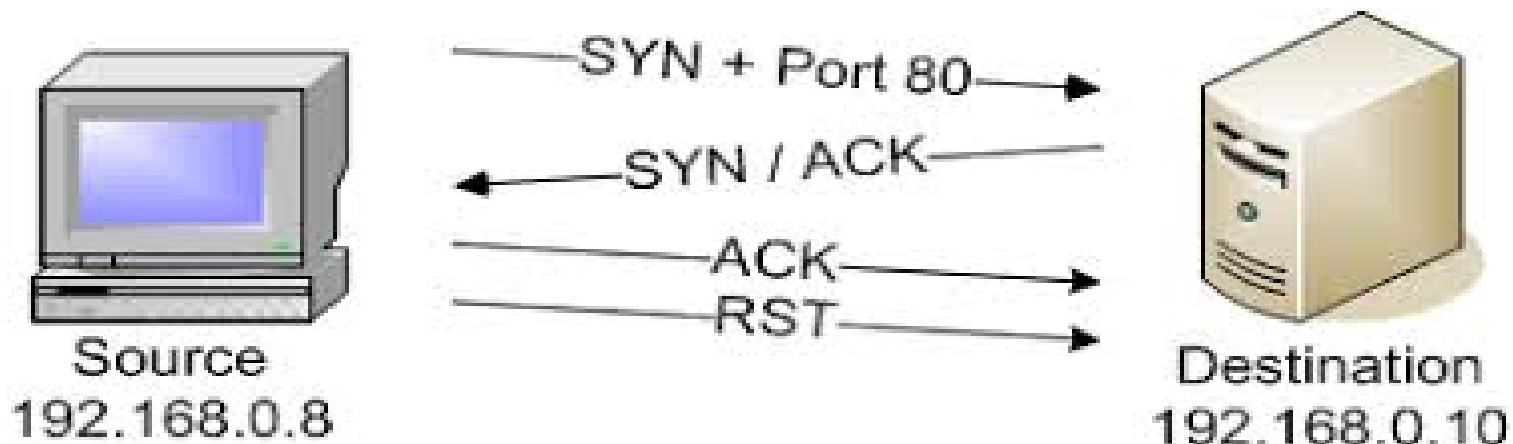 SYN + Port 80
SYN / ACK
ACK
RST
Source
192.168.0.8
Destination
192.168.0.10